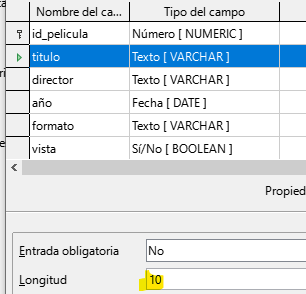 Nombre del ca... Tipo del campo
id_pelicula Número [ NUMERIC ]
titulo Texto [ VARCHAR ]
director Texto [ VARCHAR ]
año Fecha [ DATE ]
formato Texto [ VARCHAR ]
vista Sí/No [ BOOLEAN ]
Propied
Entrada obligatoria No
Longitud 10